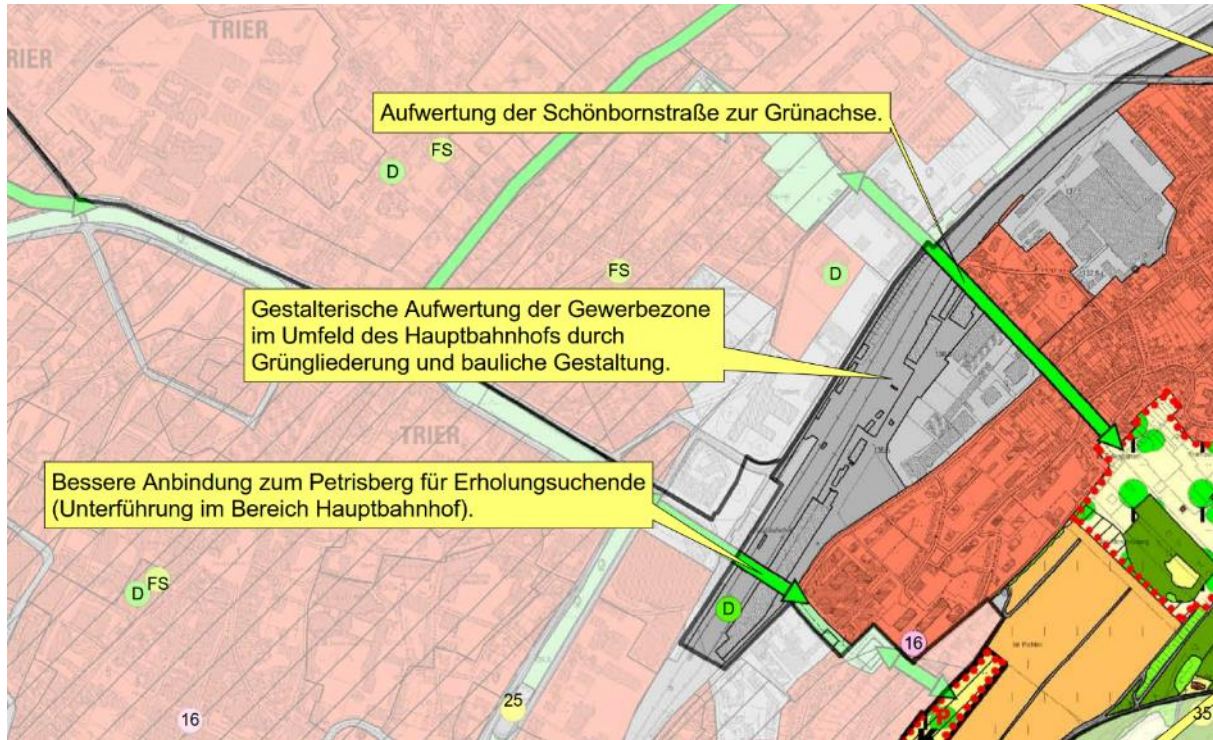 TRIER
RIER
Aufwertung der Schönbornstraße zur Grünachse.
FS
D
FS
D
Gestalterische Aufwertung der Gewerbezone
im Umfeld des Hauptbahnhofs durch
Grüngliederung und bauliche Gestaltung.
TRIER
Bessere Anbindung zum Petrisberg für Erholungsuchende
(Unterführung im Bereich Hauptbahnhof).
FS
D
D
16
25
16
35